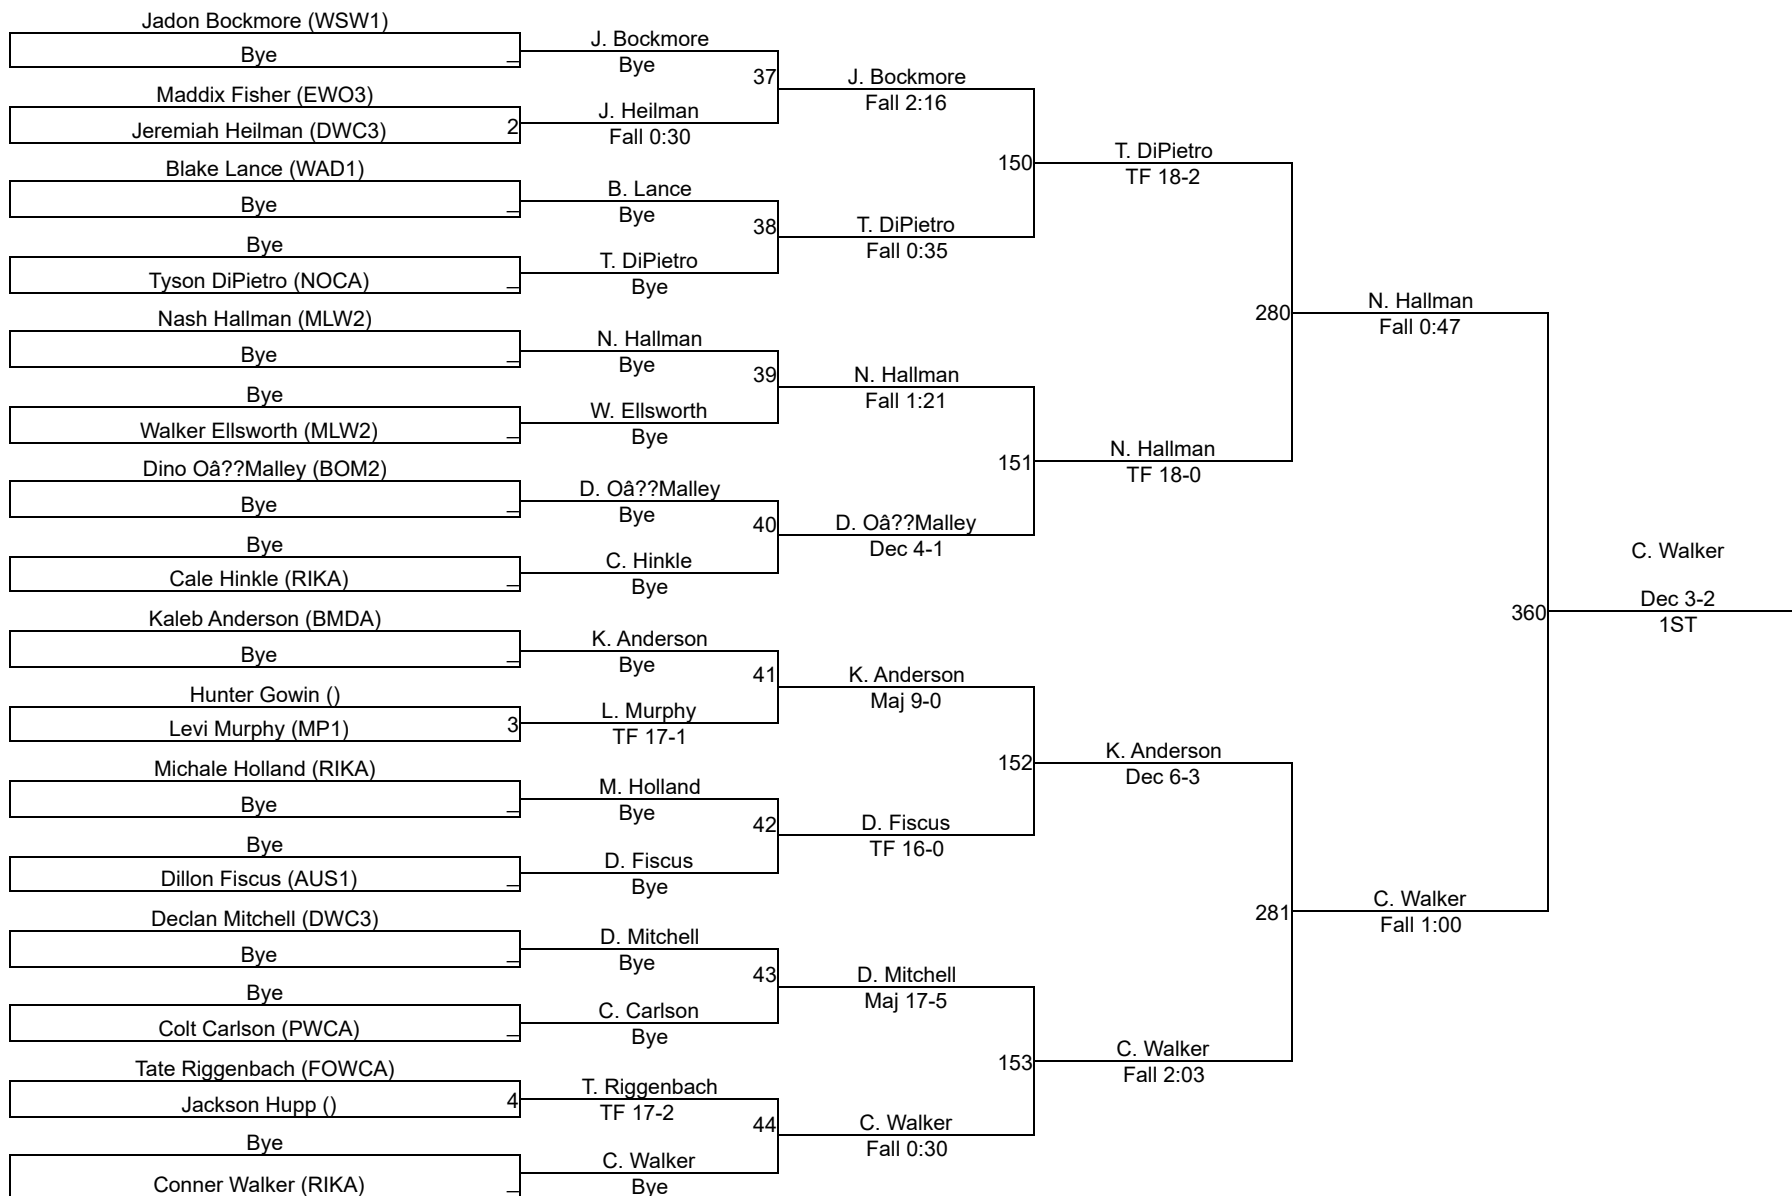 Jadon Bockmore (WSW1)
Bye
_
Maddix Fisher (EWO3)
Jeremiah Heilman (DWC3)
2
Blake Lance (WAD1)
Bye
_
Bye
Tyson DiPietro (NOCA)
_
Nash Hallman (MLW2)
Bye
_
Bye
Walker Ellsworth (MLW2)
_
Dino Oâ??Malley (BOM2)
Bye
_
Bye
Cale Hinkle (RIKA)
_
Kaleb Anderson (BMDA)
Bye
_
Hunter Gowin ()
Levi Murphy (MP1)
3
Michale Holland (RIKA)
Bye
_
Bye
Dillon Fiscus (AUS1)
_
Declan Mitchell (DWC3)
Bye
_
Bye
Colt Carlson (PWCA)
_
Tate Riggenbach (FOWCA)
Jackson Hupp ()
4
Bye
Conner Walker (RIKA)
_
J. Bockmore
Bye
37
J. Heilman
Fall 0:30
B. Lance
Bye
38
T. DiPietro
Bye
N. Hallman
Bye
39
W. Ellsworth
Bye
D. Oâ??Malley
Bye
40
C. Hinkle
Bye
K. Anderson
Bye
41
L. Murphy
TF 17-1
M. Holland
Bye
42
D. Fiscus
Bye
D. Mitchell
Bye
43
C. Carlson
Bye
T. Riggenbach
TF 17-2
44
C. Walker
Bye
J. Bockmore
Fall 2:16
150
T. DiPietro
Fall 0:35
N. Hallman
Fall 1:21
151
D. Oâ??Malley
Dec 4-1
K. Anderson
Maj 9-0
152
D. Fiscus
TF 16-0
D. Mitchell
Maj 17-5
153
C. Walker
Fall 0:30
T. DiPietro
TF 18-2
280
N. Hallman
TF 18-0
K. Anderson
Dec 6-3
281
C. Walker
Fall 2:03
N. Hallman
Fall 0:47
360
C. Walker
Fall 1:00
C. Walker
Dec 3-2
1ST